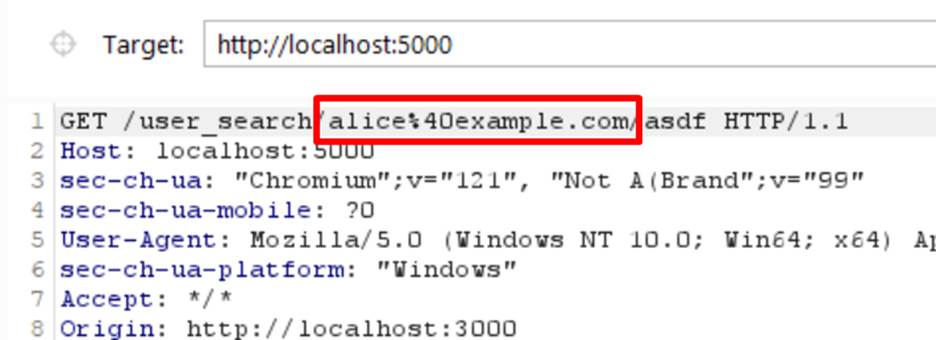 Target: http://localhost:5000
1 GET /user_search/alice%40example.com/asdf HTTP/1.1
2 Host: localhost:5000
3 sec-ch-ua: "Chromium";v="121", "Not A(Brand";v="99"
4 sec-ch-ua-mobile: ?0
5 User-Agent: Mozilla/5.0 (Windows NT 10.0; Win64; x64) Ap
6 sec-ch-ua-platform: "Windows"
7 Accept: */*
8 Origin: http://localhost:3000